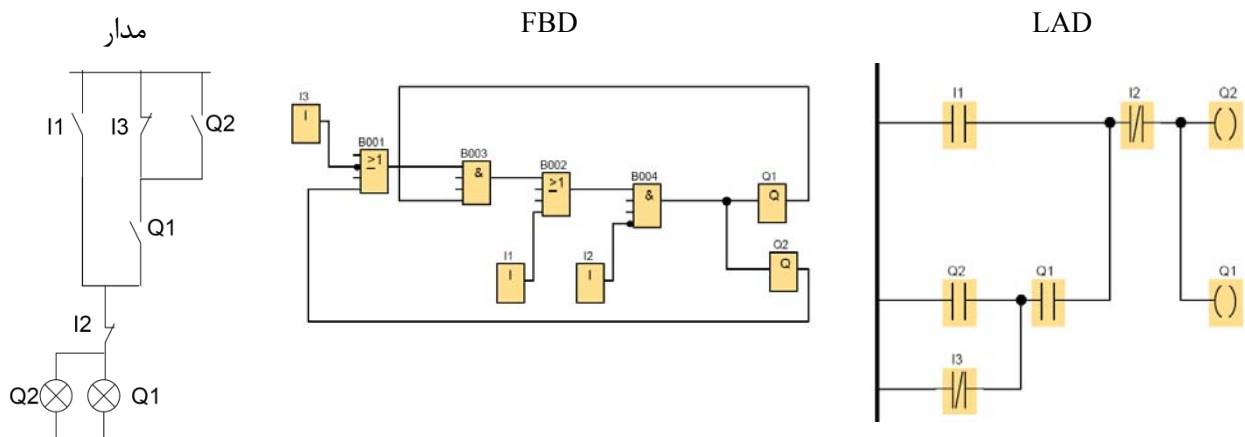 مدار
FBD
LAD
I1
I3
Q2
Q1
I2
Q2
Q1
I3
I
B001
≥1
B003
&
B002
≥1
B004
&
Q1
Q
I1
I
I2
I
Q2
Q
I1
I2
Q2
( )
Q2
Q1
Q1
( )
I3